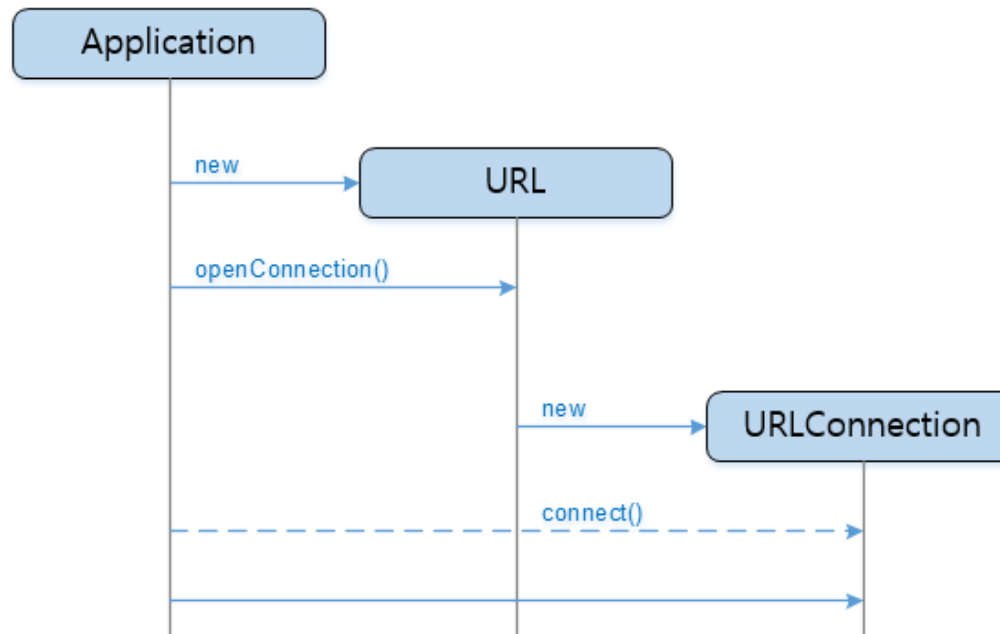 Application
new
URL
openConnection()
new
URLConnection
connect()